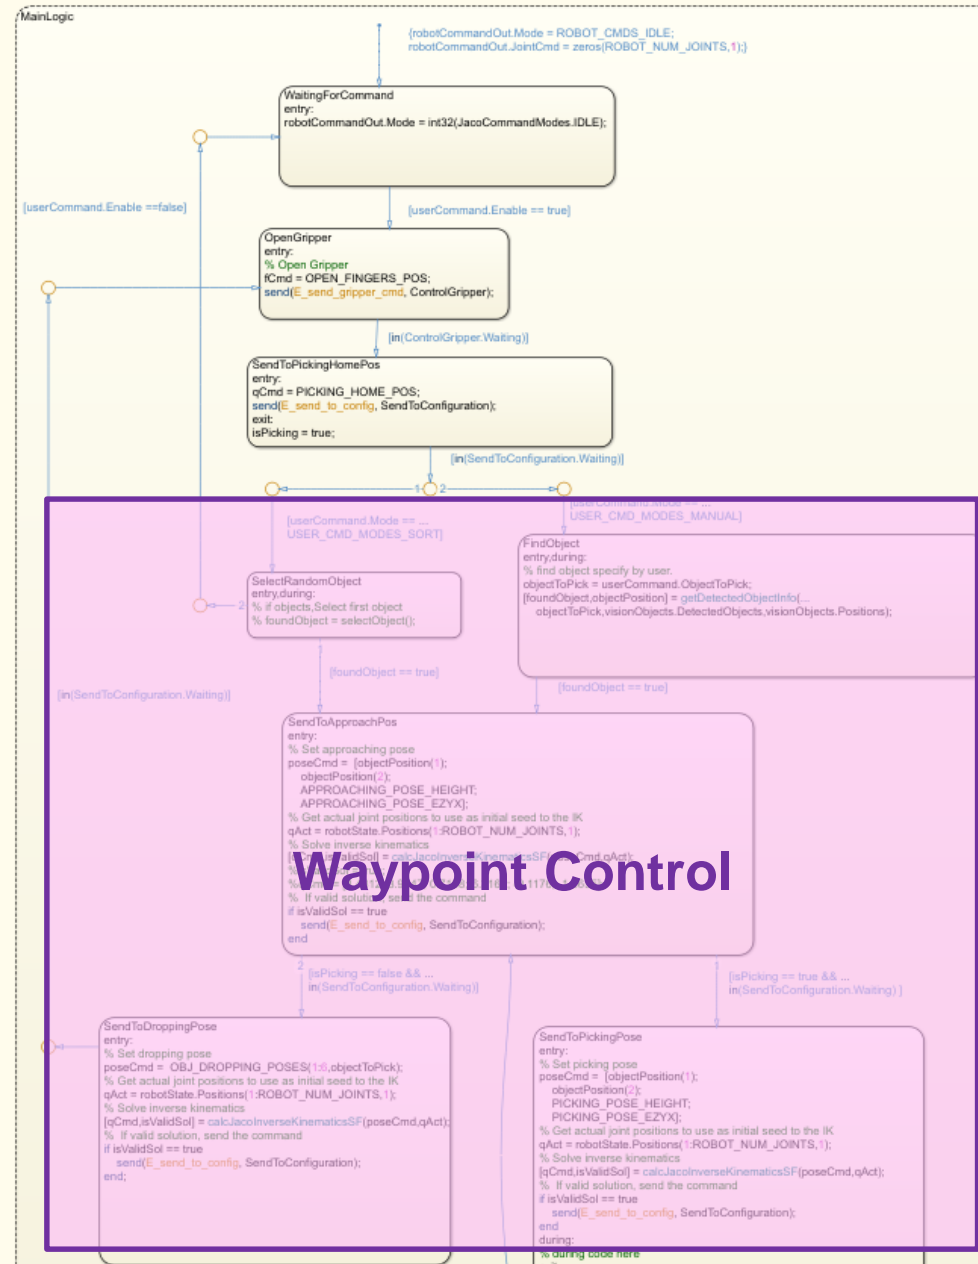 MainLogic
{robotCommandOut.Mode = ROBOT_CMDS_IDLE;
robotCommandOut.JointCmd = zeros(ROBOT_NUM_JOINTS,1);}
WaitingForCommand
entry:
robotCommandOut.Mode = int32(JacoCommandModes.IDLE);
[userCommand.Enable ==false]
[userCommand.Enable == true]
OpenGripper
entry:
% Open Gripper
fCmd = OPEN_FINGERS_POS;
send(E_send_gripper_cmd, ControlGripper);
[in(ControlGripper.Waiting)]
SendToPickingHomePos
entry:
qCmd = PICKING_HOME_POS;
send(E_send_to_config, SendToConfiguration);
exit:
isPicking = true;
[in(SendToConfiguration.Waiting)]
1 2
[userCommand.Mode == ...
USER_CMD_MODES_SORT]
[userCommand.Mode == ...
USER_CMD_MODES_MANUAL]
SelectRandomObject
entry,during:
% if objects,Select first object
% foundObject = selectObject();
2
1
[foundObject == true]
FindObject
entry,during:
% find object specify by user.
objectToPick = userCommand.ObjectToPick;
[foundObject,objectPosition] = getDetectedObjectInfo(...
objectToPick,visionObjects.DetectedObjects,visionObjects.Positions);
[foundObject == true]
[in(SendToConfiguration.Waiting)]
SendToApproachPos
entry:
% Set approaching pose
poseCmd = [objectPosition(1);
objectPosition(2);
APPROACHING_POSE_HEIGHT;
APPROACHING_POSE_EZYX];
% Get actual joint positions to use as initial seed to the IK
qAct = robotState.Positions(1:ROBOT_NUM_JOINTS,1);
% Solve inverse kinematics
Waypoint Control
% If valid solution, send the command
if isValidSol == true
send(E_send_to_config, SendToConfiguration);
end
2
[isPicking == false && ...
in(SendToConfiguration.Waiting)]
1
[isPicking == true && ...
in(SendToConfiguration.Waiting) ]
SendToDroppingPose
entry:
% Set dropping pose
poseCmd = OBJ_DROPPING_POSES(1:6,objectToPick);
% Get actual joint positions to use as initial seed to the IK
qAct = robotState.Positions(1:ROBOT_NUM_JOINTS,1);
% Solve inverse kinematics
[qCmd,isValidSol] = calcJacoInverseKinematicsSF(poseCmd,qAct);
% If valid solution, send the command
if isValidSol == true
send(E_send_to_config, SendToConfiguration);
end;
SendToPickingPose
entry:
% Set picking pose
poseCmd = [objectPosition(1);
objectPosition(2);
PICKING_POSE_HEIGHT;
PICKING_POSE_EZYX];
% Get actual joint positions to use as initial seed to the IK
qAct = robotState.Positions(1:ROBOT_NUM_JOINTS,1);
% Solve inverse kinematics
[qCmd,isValidSol] = calcJacoInverseKinematicsSF(poseCmd,qAct);
% If valid solution, send the command
if isValidSol == true
send(E_send_to_config, SendToConfiguration);
end
during:
% during code here